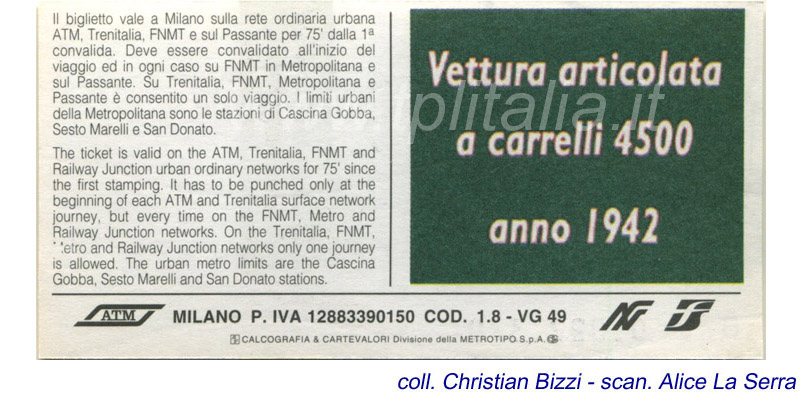 Il biglietto vale a Milano sulla rete ordinaria urbana
ATM, Trenitalia, FNMT e sul Passante per 75' dalla 1ª
convalida. Deve essere convalidato all'inizio del
viaggio ed in ogni caso su FNMT in Metropolitana e
sul Passante. Su Trenitalia, FNMT, Metropolitana e
Passante è consentito un solo viaggio. I limiti urbani
della Metropolitana sono le stazioni di Cascina Gobba,
Sesto Marelli e San Donato.
The ticket is valid on the ATM, Trenitalia, FNMT and
Railway Junction urban ordinary networks for 75' since
the first stamping. It has to be punched only at the
beginning of each ATM and Trenitalia surface network
journey, but every time on the FNMT, Metro and
Railway Junction networks. On the Trenitalia, FNMT,
Metro and Railway Junction networks only one journey
is allowed. The urban metro limits are the Cascina
Gobba, Sesto Marelli and San Donato stations.
Vettura articolata
tplitalia.it
a carrelli 4500
anno 1942
ATM MILANO P. IVA 12883390150 COD. 1.8 - VG 49
CALCOGRAFIA & CARTEVALORI Divisione della METROTIPO S.p.A.
coll. Christian Bizzi - scan. Alice La Serra